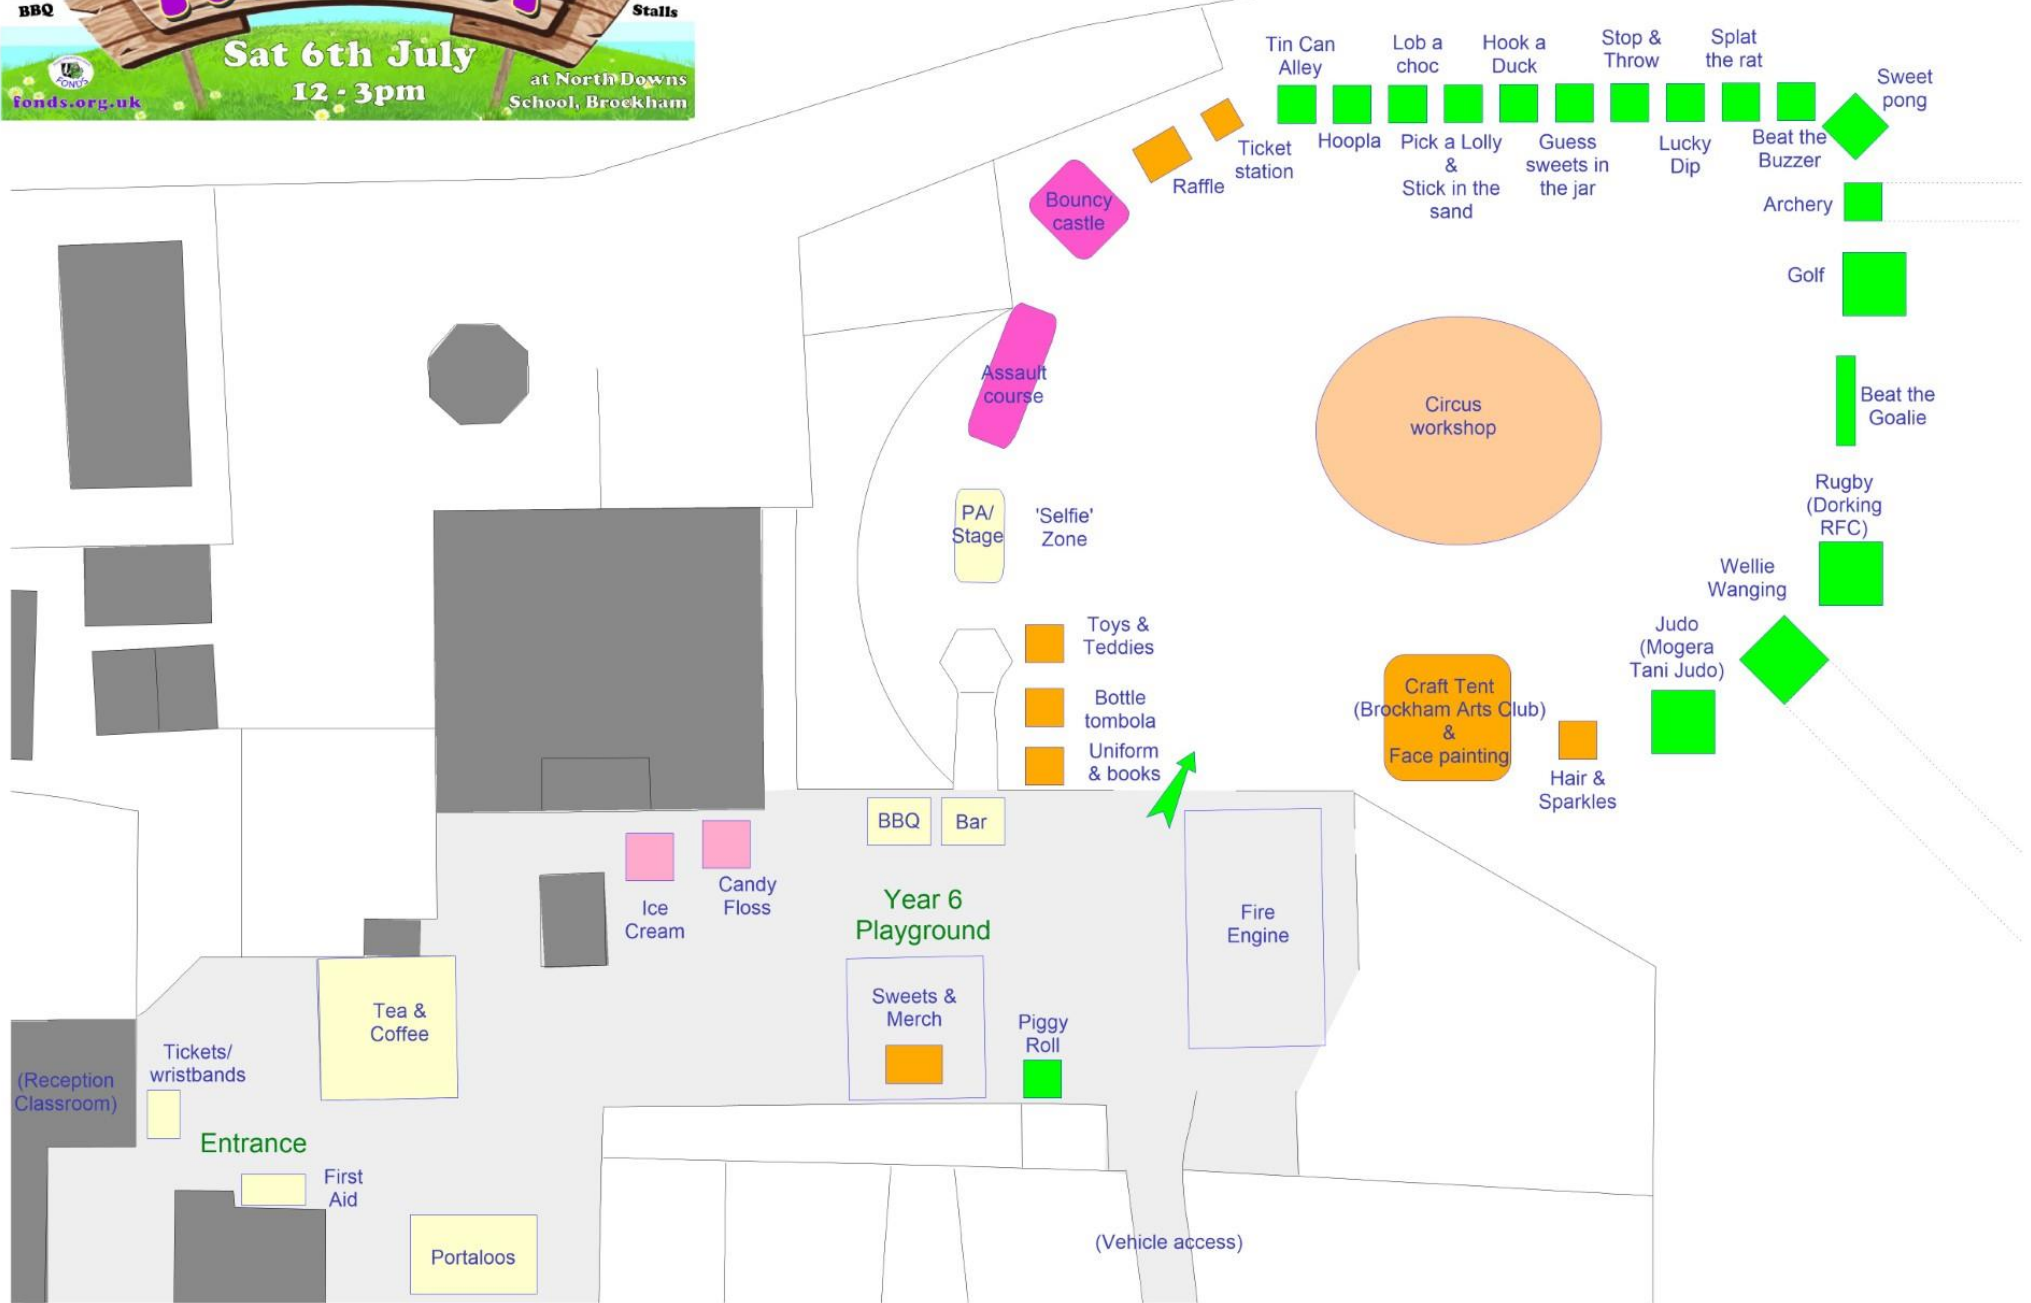 BBQ
Stalls
Sat 6th July
12 - 3pm
at North Downs
School, Brockham
FONDS
fonds.org.uk
Tin Can
Alley
Lob a
choc
Hook a
Duck
Stop &
Throw
Splat
the rat
Sweet
pong
Hoopla
Pick a Lolly
&
Stick in the
sand
Guess
sweets in
the jar
Lucky
Dip
Beat the
Buzzer
Ticket
station
Raffle
Bouncy
castle
Archery
Golf
Assault
course
Circus
workshop
Beat the
Goalie
PA/
Stage
'Selfie'
Zone
Rugby
(Dorking
RFC)
Wellie
Wanging
Judo
(Mogera
Tani Judo)
Toys &
Teddies
Bottle
tombola
Uniform
& books
Craft Tent
(Brockham Arts Club)
&
Face painting
Hair &
Sparkles
BBQ
Bar
Ice
Cream
Candy
Floss
Year 6
Playground
Fire
Engine
Tea &
Coffee
Sweets &
Merch
Piggy
Roll
Tickets/
wristbands
(Reception
Classroom)
Entrance
First
Aid
Portaloos
(Vehicle access)